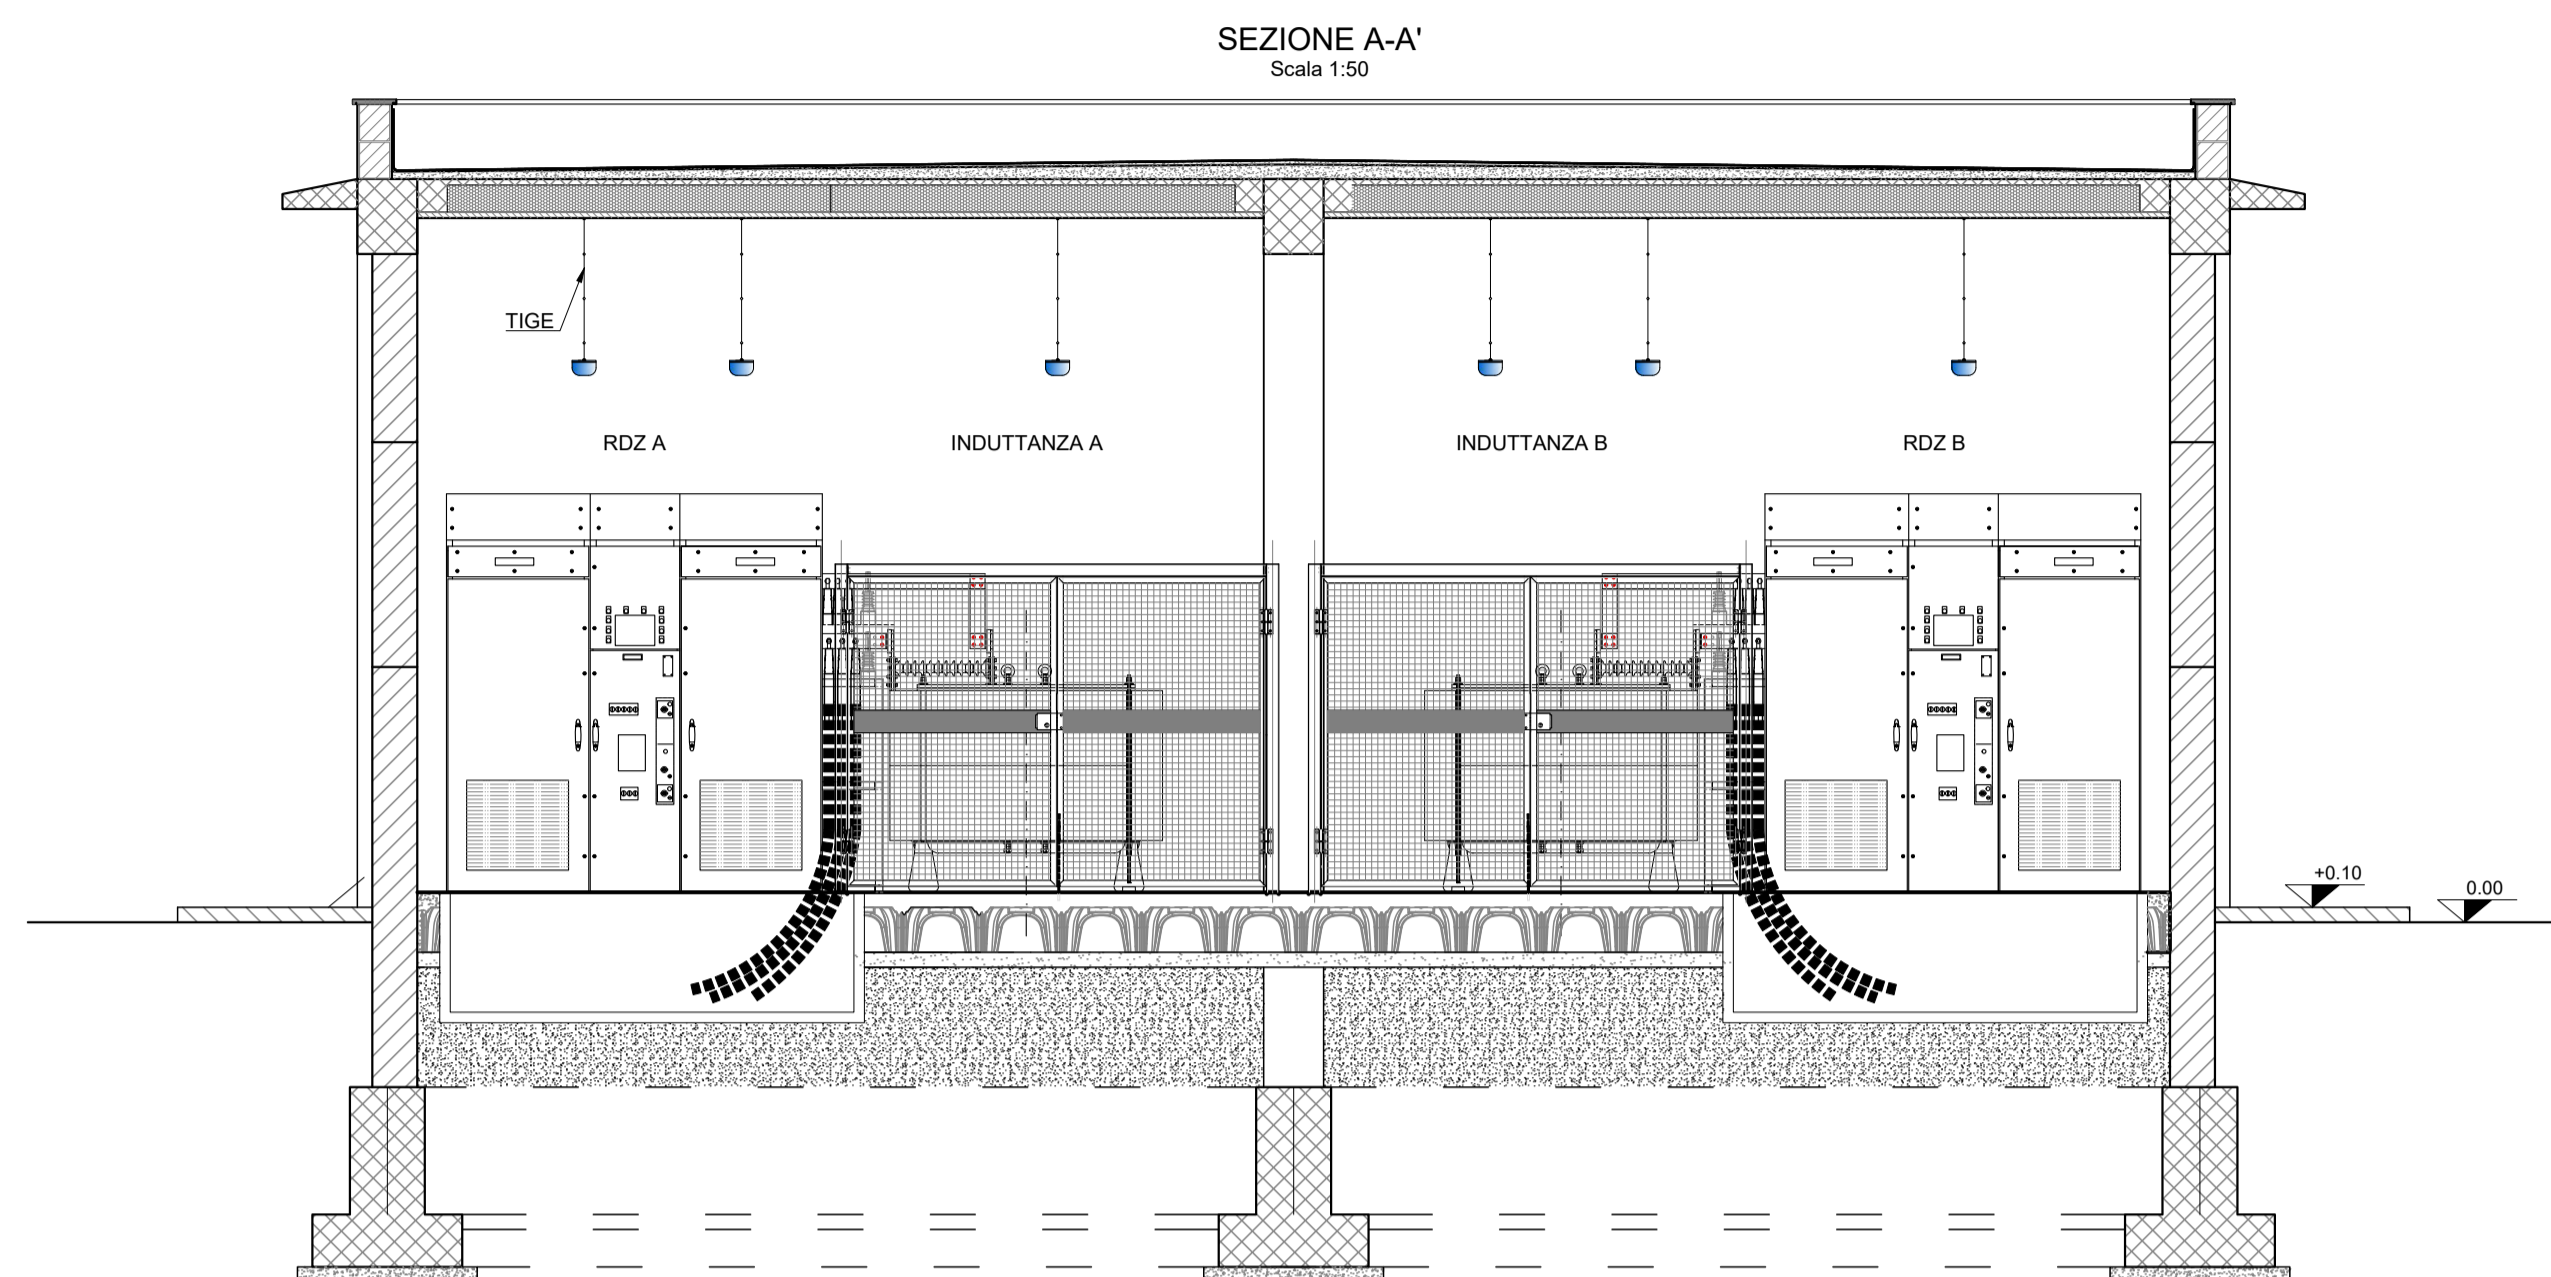 SEZIONE A-A'
Scala 1:50
TIGE
RDZ A
INDUTTANZA A
INDUTTANZA B
RDZ B
+0.10
0.00